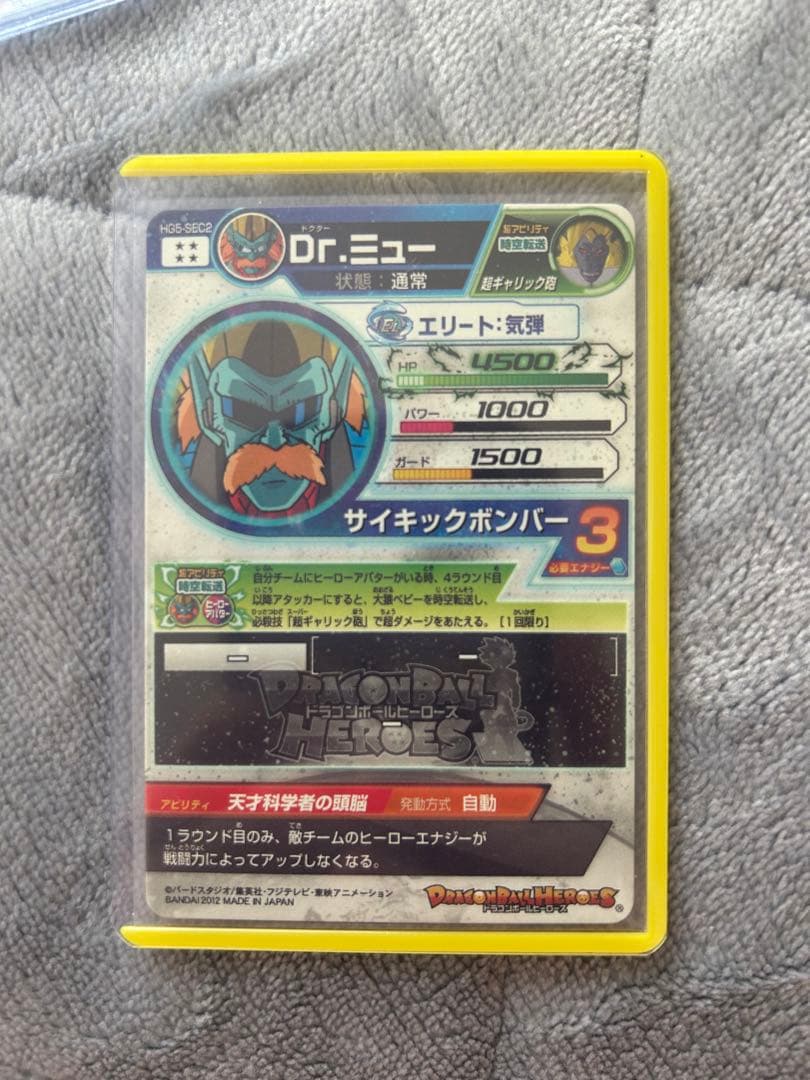 HG5-SEC2
ドクター
Dr.ミュー
状態：通常
超アビリティ
時空転送
超ギャリック砲
エリート：気弾
HP 4500
パワー 1000
ガード 1500
サイキックボンバー 3
必要エナジー
超アビリティ
時空転送
ヒーローアバター
自分チームにヒーローアバターがいる時、4ラウンド目
以降アタッカーにすると、大猿ベビーを時空転送し、
必殺技「超ギャリック砲」で超ダメージをあたえる。［1回限り］
DRAGONBALL
ドラゴンボールヒーローズ
HEROES
アビリティ 天才科学者の頭脳 発動方式 自動
1ラウンド目のみ、敵チームのヒーローエナジーが
戦闘力によってアップしなくなる。
©バードスタジオ/集英社・フジテレビ・東映アニメーション
BANDAI 2012 MADE IN JAPAN
DRAGONBALL HEROES
ドラゴンボールヒーローズ